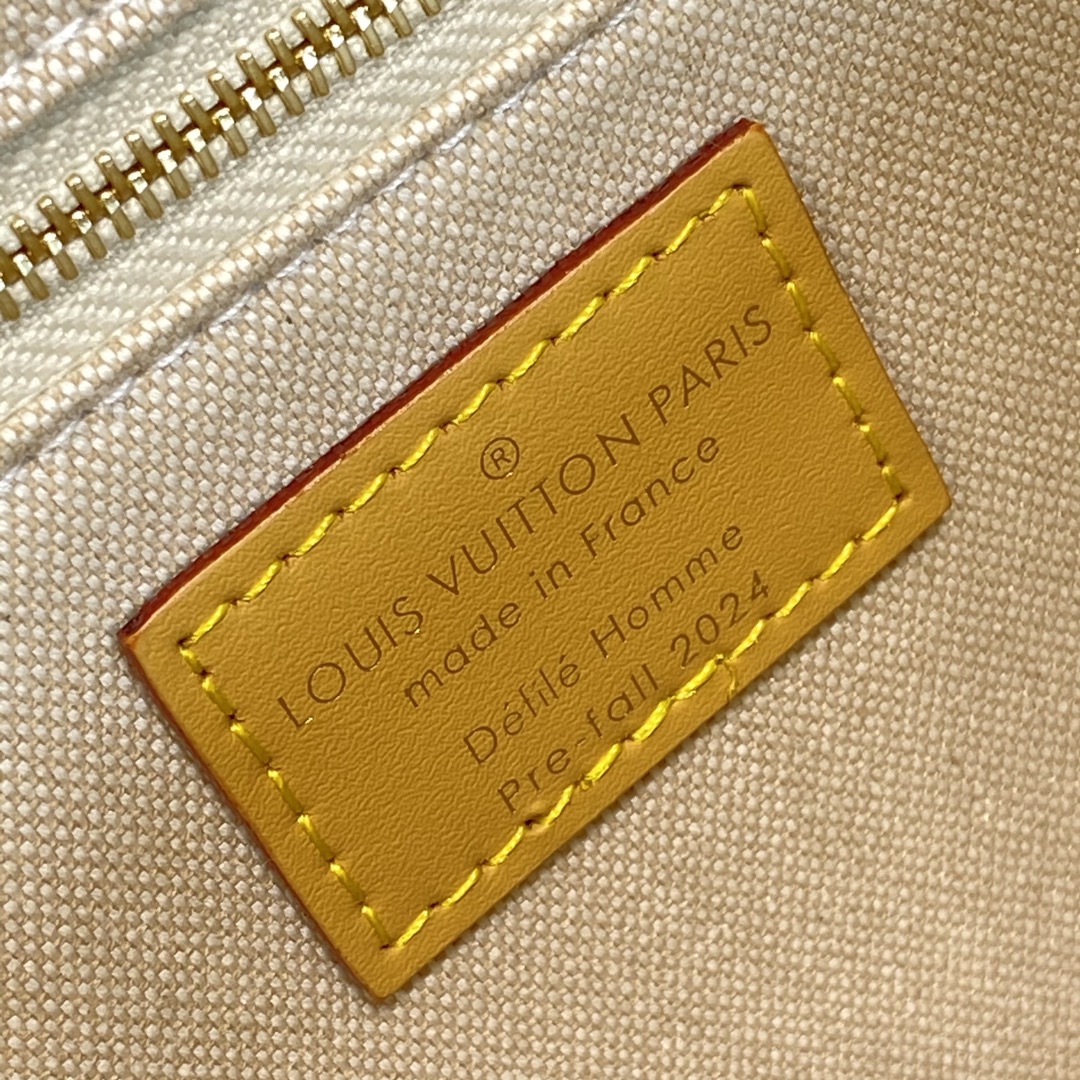 ®
LOUIS VUITTON PARIS
made in France
Défilé Homme
Pre-fall 2024